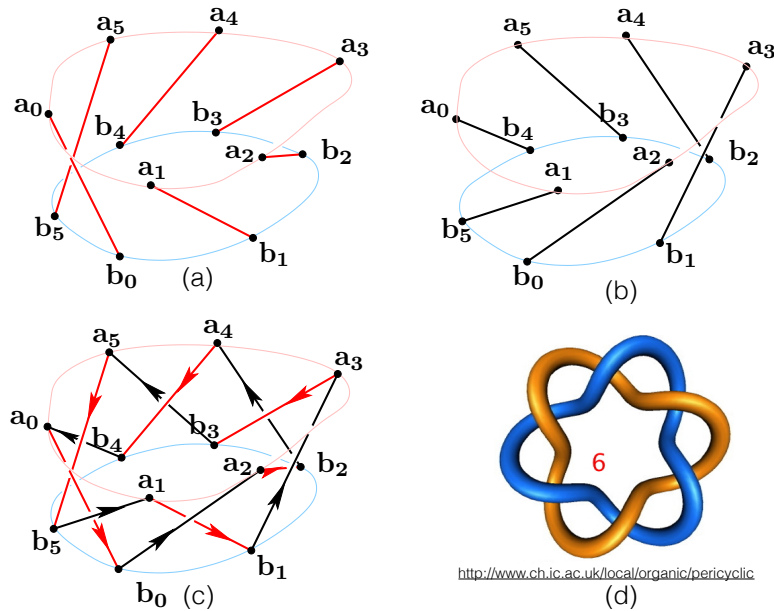 a₅ a₄ a₃
a₀ b₄ b₃ a₂ b₂
a₁
b₅ b₀ b₁
(a)
a₅ a₄ a₃
a₀ b₄ b₃ a₂ b₂
a₁
b₅ b₀ b₁
(b)
a₅ a₄ a₃
a₀ b₄ b₃ a₂ b₂
a₁
b₅ b₀ b₁
(c)
6
http://www.ch.ic.ac.uk/local/organic/pericyclic
(d)